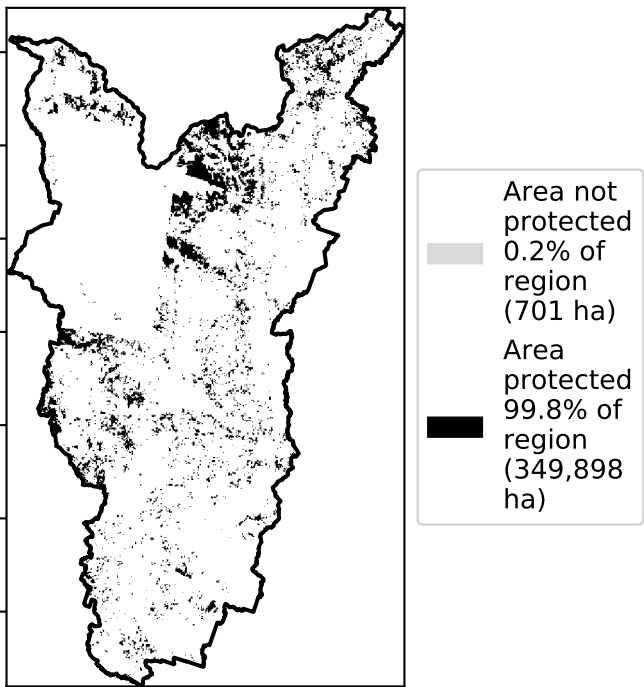 Area not
protected
0.2% of
region
(701 ha)
Area
protected
99.8% of
region
(349,898
ha)